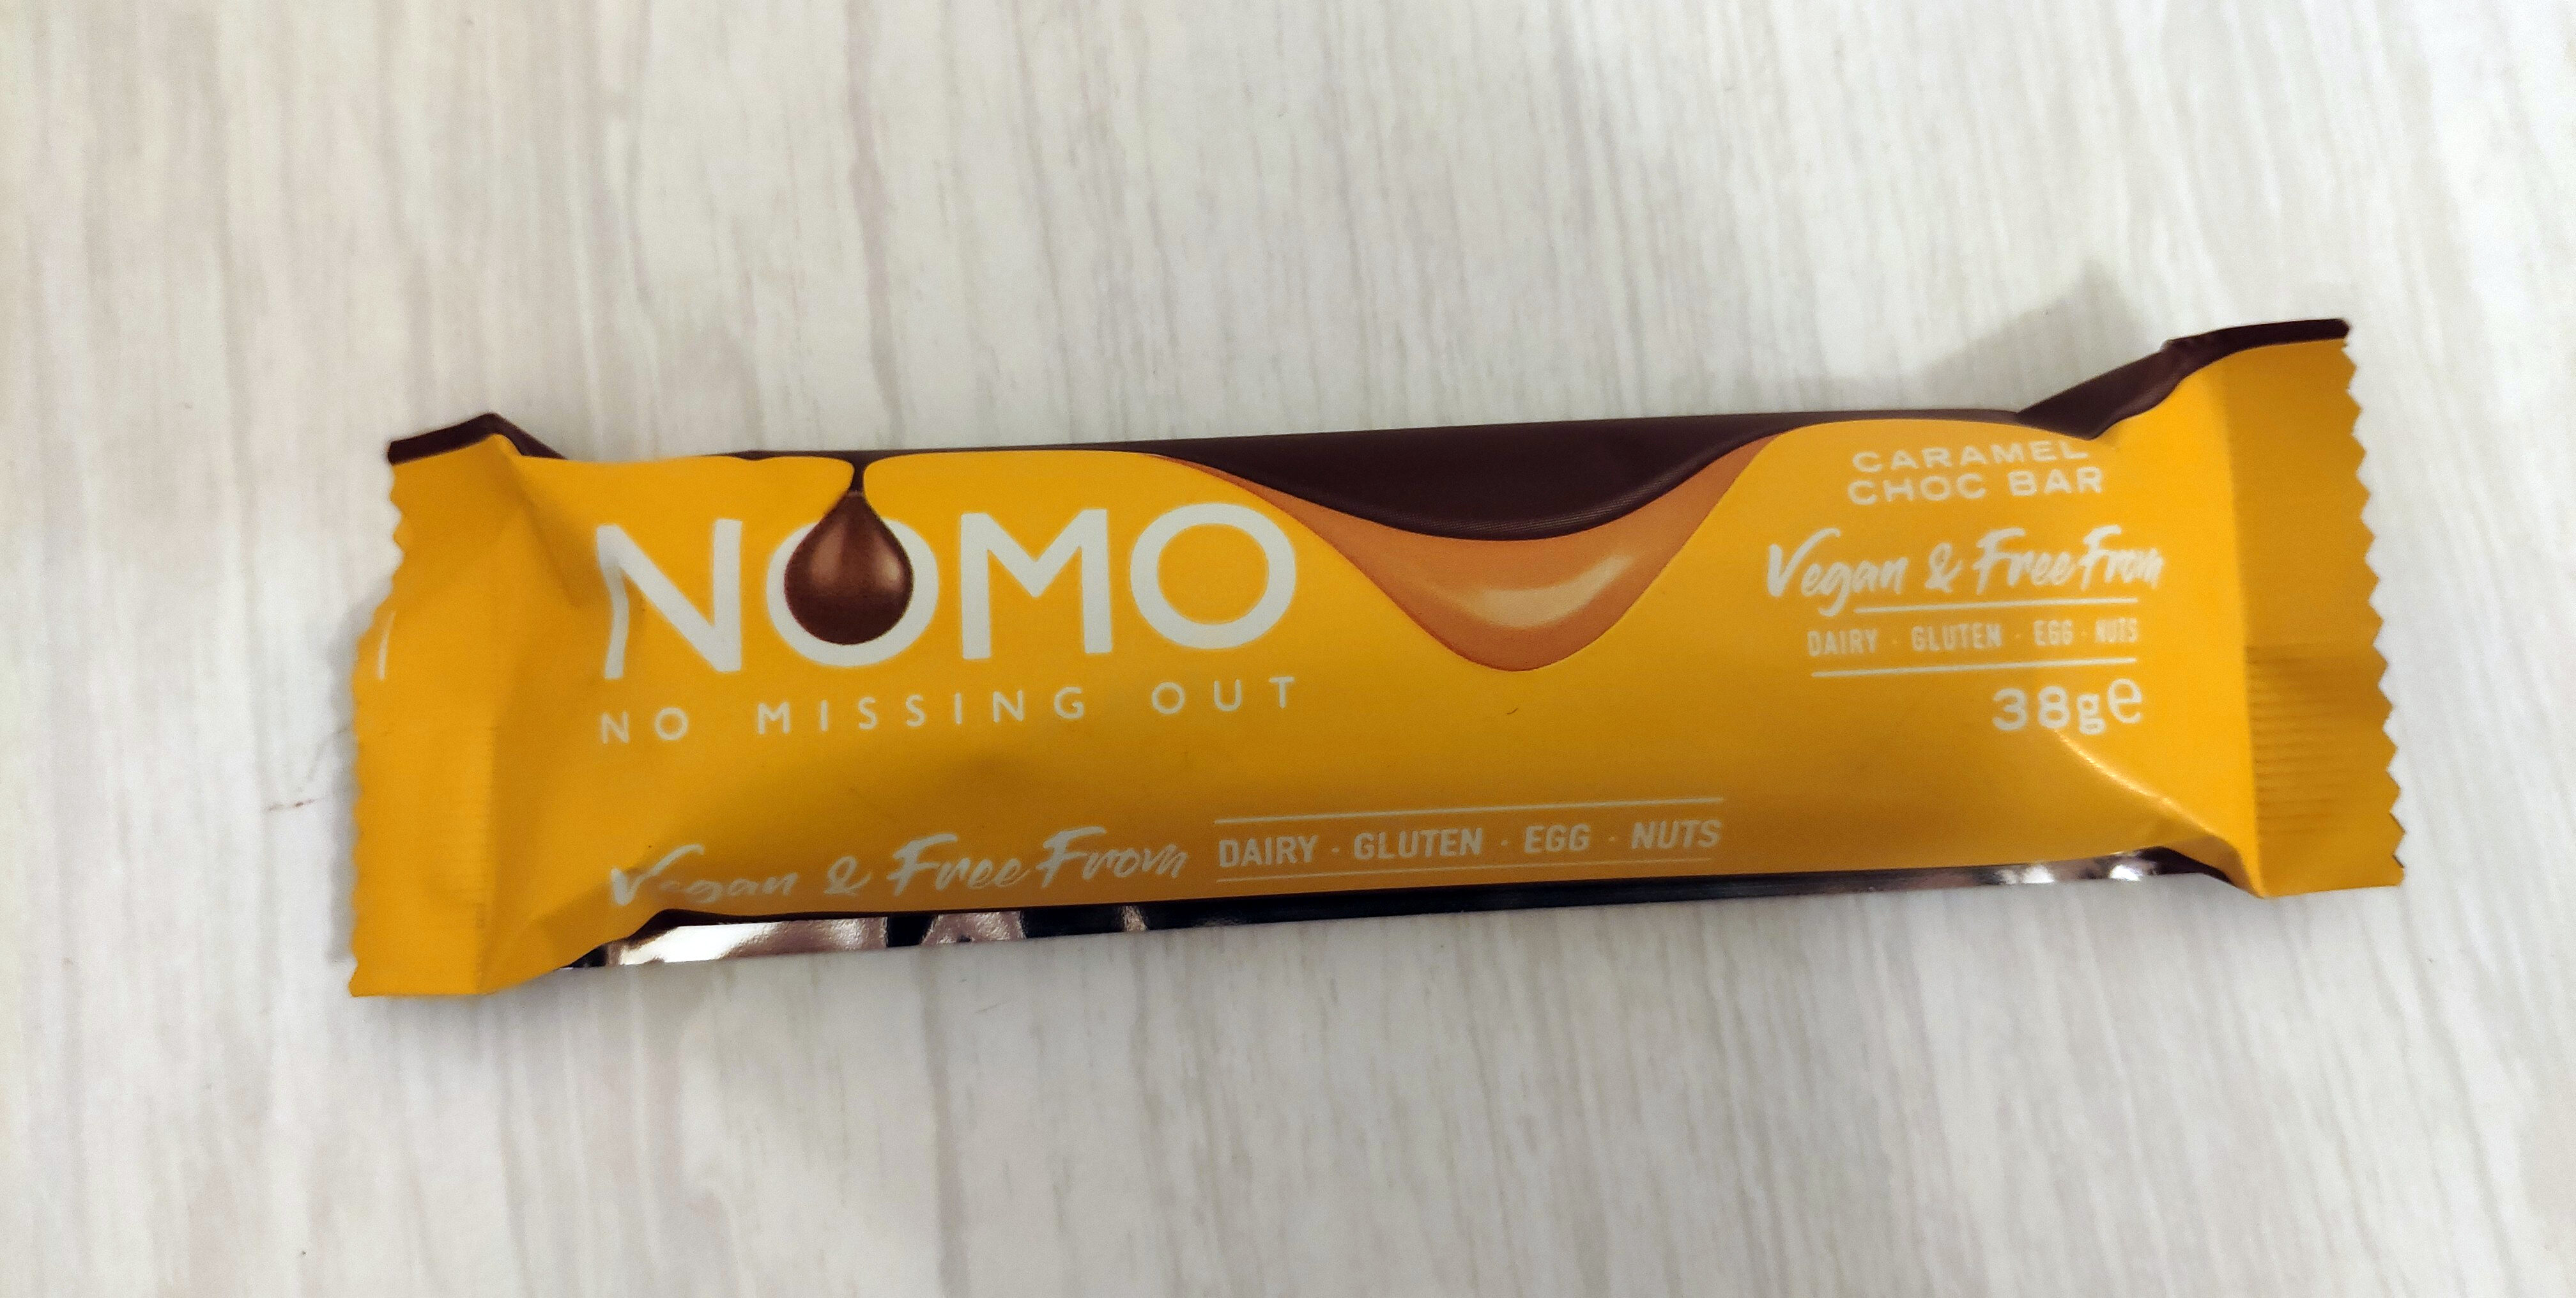 NOMO
NO MISSING OUT
CARAMEL
CHOC BAR
Vegan & Free From
DAIRY · GLUTEN · EGG · NUTS
38g℮
Vegan & Free From DAIRY · GLUTEN · EGG · NUTS